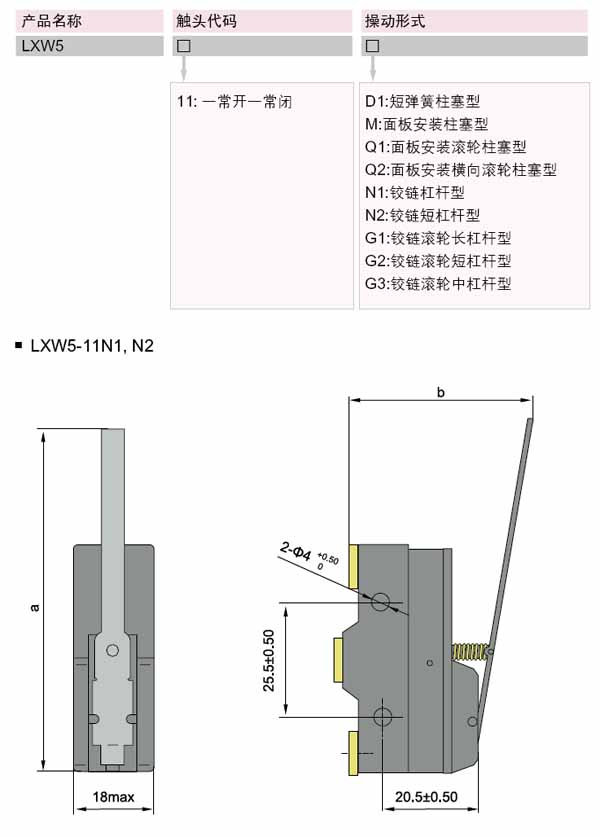 产品名称 触头代码 操动形式
LXW5 □ □
11: 一常开一常闭
D1:短弹簧柱塞型
M:面板安装柱塞型
Q1:面板安装滚轮柱塞型
Q2:面板安装横向滚轮柱塞型
N1:铰链杠杆型
N2:铰链短杠杆型
G1:铰链滚轮长杠杆型
G2:铰链滚轮短杠杆型
G3:铰链滚轮中杠杆型
■ LXW5-11N1, N2
b
2-Φ4 +0.50 0
a
25.5±0.50
18max
20.5±0.50